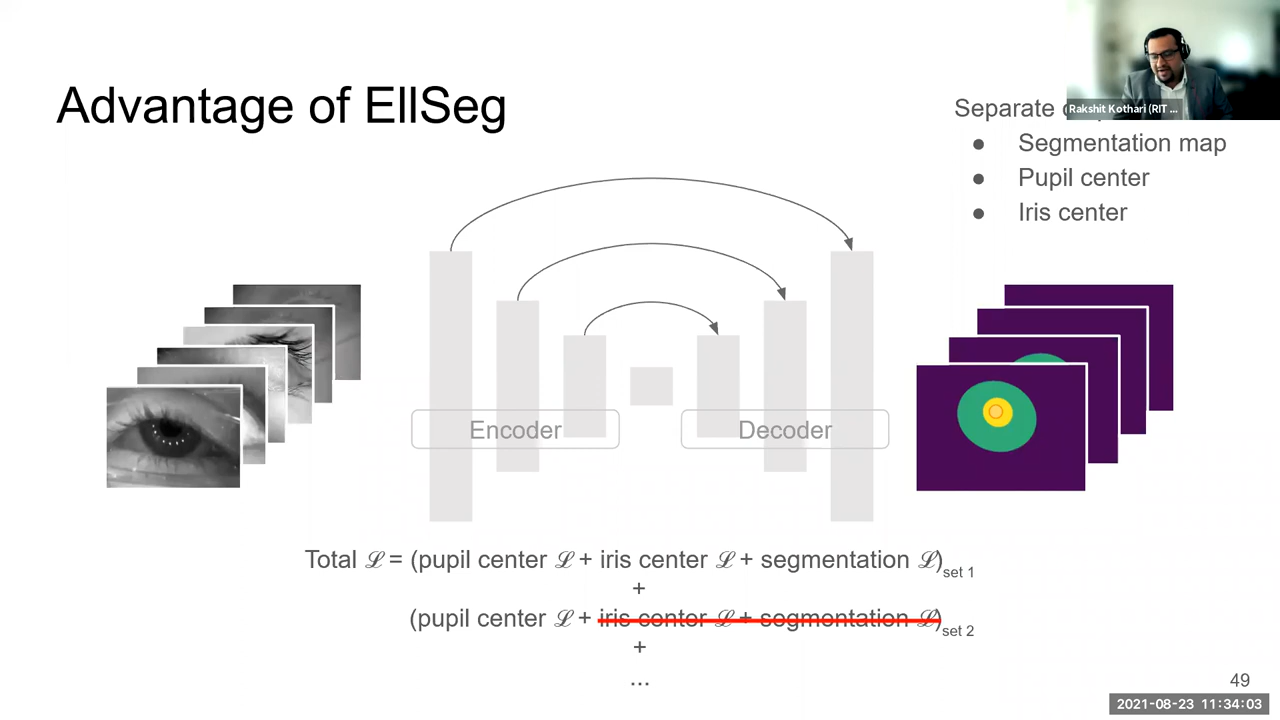 Advantage of EllSeg
Separate
Rakshit Kothari (RIT ...
● Segmentation map
● Pupil center
● Iris center
Encoder
Decoder
Total ℒ = (pupil center ℒ + iris center ℒ + segmentation ℒ)set 1
+
(pupil center ℒ + iris center ℒ + segmentation ℒ)set 2
+
...
49
2021-08-23 11:34:03